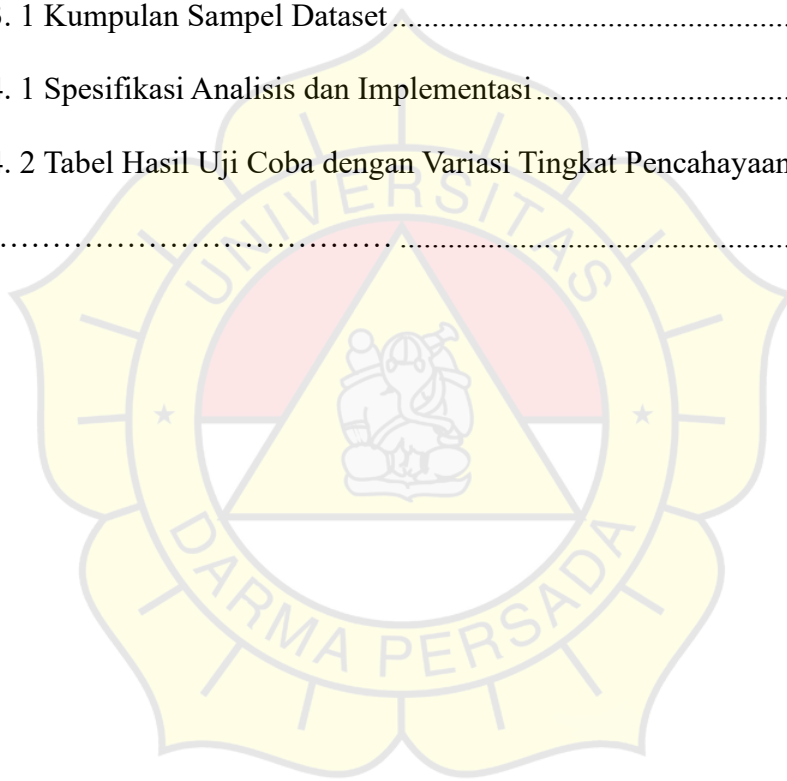 . 1 Kumpulan Sampel Dataset ........................................
. 1 Spesifikasi Analisis dan Implementasi ................................
. 2 Tabel Hasil Uji Coba dengan Variasi Tingkat Pencahayaan
..................................... ........................................
UNIVERSITAS
DARMA PERSADA